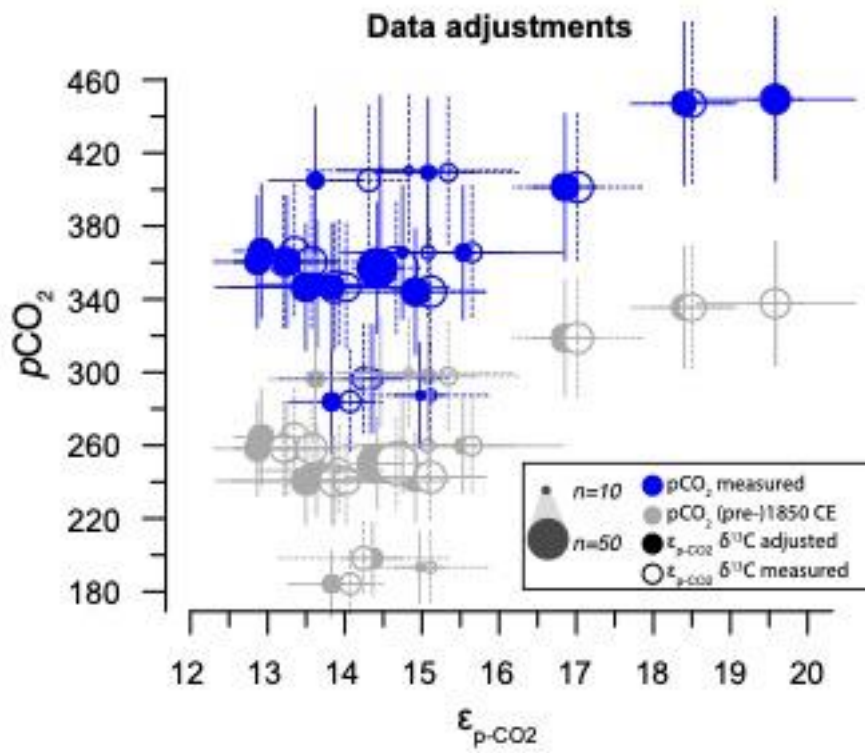 Data adjustments
460
420
380
340
300
260
220
180
pCO₂
12 13 14 15 16 17 18 19 20
εp-CO2
n=10
n=50
pCO₂ measured
pCO₂ (pre-)1850 CE
εp-CO2 δ¹³C adjusted
εp-CO2 δ¹³C measured